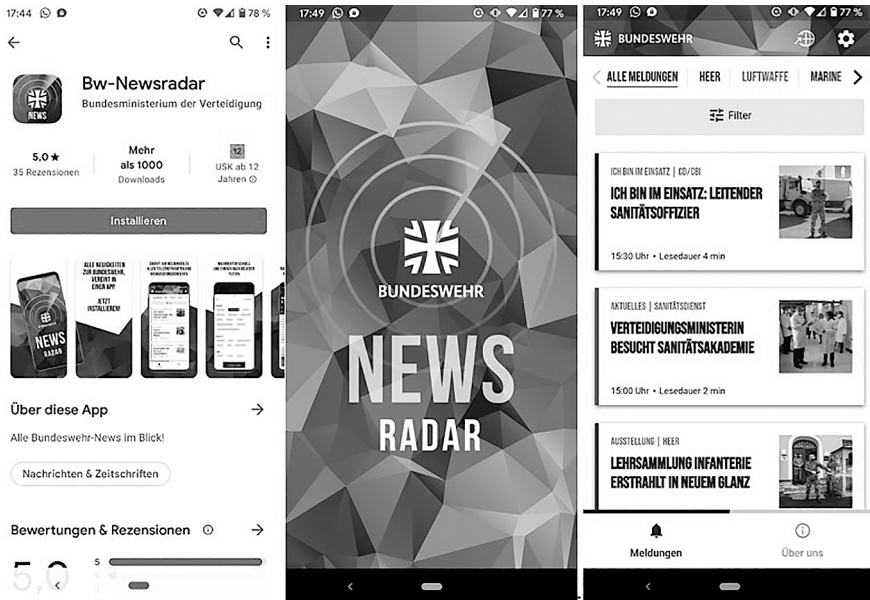 17:44
78 %
Bw-Newsradar
Bundesministerium der Verteidigung
NEWS
5,0★
35 Rezensionen
Mehr
als 1000
Downloads
12
USK ab 12
Jahren
Installieren
ALLE NEUIGKEITEN
ZUR BUNDESWEHR,
VEREINT IN
EINER APP.
JETZT
INSTALLIEREN!
NEWS
RADAR
Über diese App
Alle Bundeswehr-News im Blick!
Nachrichten & Zeitschriften
Bewertungen & Rezensionen
5,0
5
17:49
77 %
BUNDESWEHR
NEWS
RADAR
17:49
77 %
BUNDESWEHR
ALLE MELDUNGEN HEER LUFTWAFFE MARINE
Filter
ICH BIN IM EINSATZ | CD/CBI
ICH BIN IM EINSATZ: LEITENDER
SANITÄTSOFFIZIER
15:30 Uhr • Lesedauer 4 min
AKTUELLES | SANITÄTSDIENST
VERTEIDIGUNGSMINISTERIN
BESUCHT SANITÄTSAKADEMIE
15:00 Uhr • Lesedauer 2 min
AUSSTELLUNG | HEER
LEHRSAMMLUNG INFANTERIE
ERSTRAHLT IN NEUEM GLANZ
Meldungen
Über uns